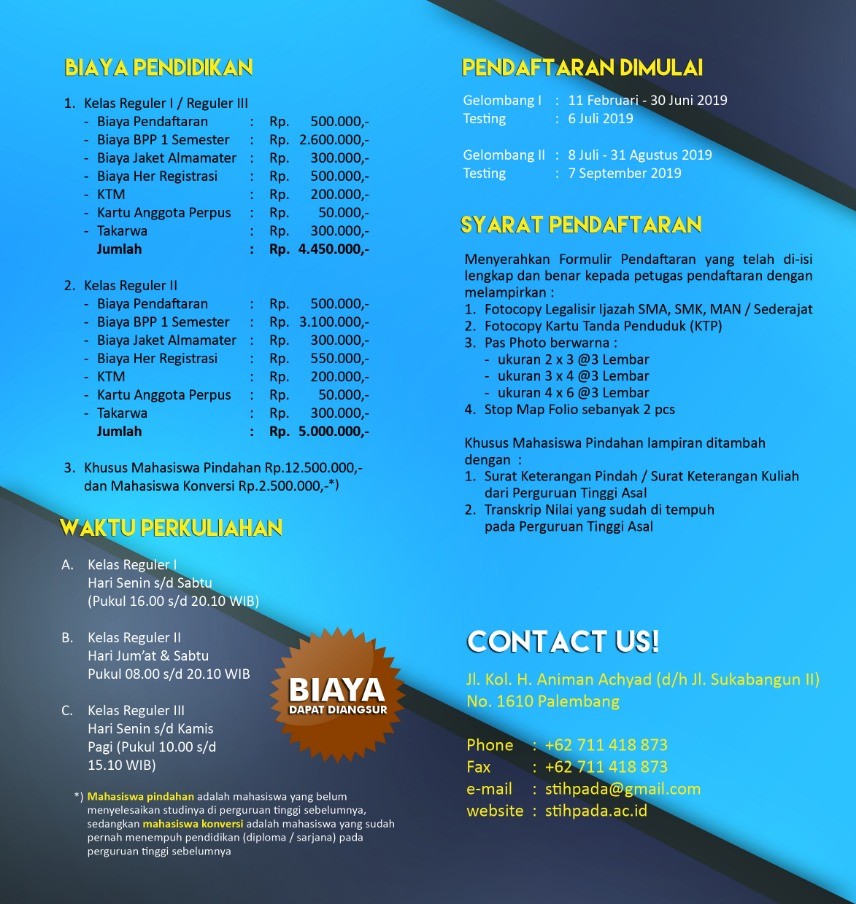 BIAYA PENDIDIKAN
1. Kelas Reguler I / Reguler III
- Biaya Pendaftaran : Rp. 500.000,-
- Biaya BPP 1 Semester : Rp. 2.600.000,-
- Biaya Jaket Almamater : Rp. 300.000,-
- Biaya Her Registrasi : Rp. 500.000,-
- KTM : Rp. 200.000,-
- Kartu Anggota Perpus : Rp. 50.000,-
- Takarwa : Rp. 300.000,-
Jumlah : Rp. 4.450.000,-
2. Kelas Reguler II
- Biaya Pendaftaran : Rp. 500.000,-
- Biaya BPP 1 Semester : Rp. 3.100.000,-
- Biaya Jaket Almamater : Rp. 300.000,-
- Biaya Her Registrasi : Rp. 550.000,-
- KTM : Rp. 200.000,-
- Kartu Anggota Perpus : Rp. 50.000,-
- Takarwa : Rp. 300.000,-
Jumlah : Rp. 5.000.000,-
3. Khusus Mahasiswa Pindahan Rp.12.500.000,-
dan Mahasiswa Konversi Rp.2.500.000,-*)
WAKTU PERKULIAHAN
A. Kelas Reguler I
Hari Senin s/d Sabtu
(Pukul 16.00 s/d 20.10 WIB)
B. Kelas Reguler II
Hari Jum'at & Sabtu
Pukul 08.00 s/d 20.10 WIB
C. Kelas Reguler III
Hari Senin s/d Kamis
Pagi (Pukul 10.00 s/d
15.10 WIB)
BIAYA
DAPAT DIANGSUR
*) Mahasiswa pindahan adalah mahasiswa yang belum
menyelesaikan studinya di perguruan tinggi sebelumnya,
sedangkan mahasiswa konversi adalah mahasiswa yang sudah
pernah menempuh pendidikan (diploma / sarjana) pada
perguruan tinggi sebelumnya
PENDAFTARAN DIMULAI
Gelombang I : 11 Februari - 30 Juni 2019
Testing : 6 Juli 2019
Gelombang II : 8 Juli - 31 Agustus 2019
Testing : 7 September 2019
SYARAT PENDAFTARAN
Menyerahkan Formulir Pendaftaran yang telah di-isi
lengkap dan benar kepada petugas pendaftaran dengan
melampirkan :
1. Fotocopy Legalisir Ijazah SMA, SMK, MAN / Sederajat
2. Fotocopy Kartu Tanda Penduduk (KTP)
3. Pas Photo berwarna :
- ukuran 2 x 3 @3 Lembar
- ukuran 3 x 4 @3 Lembar
- ukuran 4 x 6 @3 Lembar
4. Stop Map Folio sebanyak 2 pcs
Khusus Mahasiswa Pindahan lampiran ditambah
dengan :
1. Surat Keterangan Pindah / Surat Keterangan Kuliah
dari Perguruan Tinggi Asal
2. Transkrip Nilai yang sudah di tempuh
pada Perguruan Tinggi Asal
CONTACT US!
Jl. Kol. H. Animan Achyad (d/h Jl. Sukabangun II)
No. 1610 Palembang
Phone : +62 711 418 873
Fax : +62 711 418 873
e-mail : stihpada@gmail.com
website : stihpada.ac.id